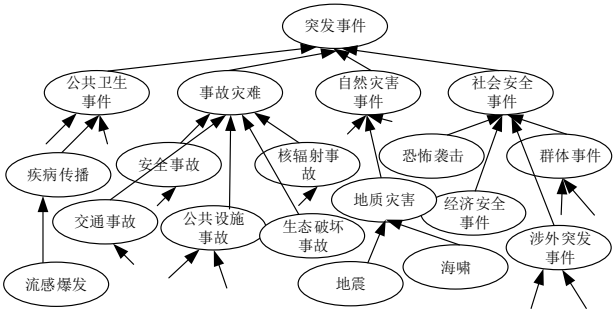 突发事件
公共卫生
事件
事故灾难
自然灾害
事件
社会安全
事件
疾病传播
安全事故
核辐射事
故
恐怖袭击
群体事件
交通事故
公共设施
事故
生态破坏
事故
地质灾害
经济安全
事件
涉外突发
事件
流感爆发
地震
海啸